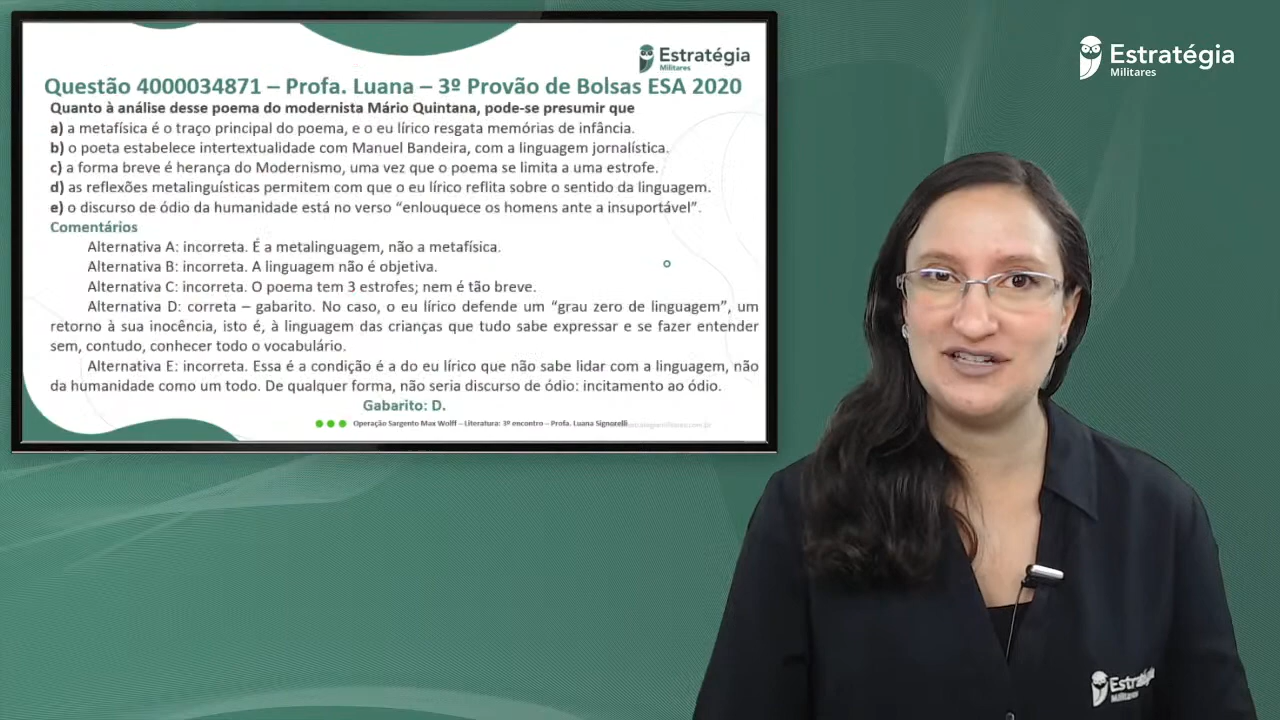 Estratégia
Militares
Questão 4000034871 – Profa. Luana – 3º Provão de Bolsas ESA 2020
Quanto à análise desse poema do modernista Mário Quintana, pode-se presumir que
a) a metafísica é o traço principal do poema, e o eu lírico resgata memórias de infância.
b) o poeta estabelece intertextualidade com Manuel Bandeira, com a linguagem jornalística.
c) a forma breve é herança do Modernismo, uma vez que o poema se limita a uma estrofe.
d) as reflexões metalinguísticas permitem com que o eu lírico reflita sobre o sentido da linguagem.
e) o discurso de ódio da humanidade está no verso “enlouquece os homens ante a insuportável”.
Comentários
Alternativa A: incorreta. É a metalinguagem, não a metafísica.
Alternativa B: incorreta. A linguagem não é objetiva.
Alternativa C: incorreta. O poema tem 3 estrofes; nem é tão breve.
Alternativa D: correta – gabarito. No caso, o eu lírico defende um “grau zero de linguagem”, um
retorno à sua inocência, isto é, à linguagem das crianças que tudo sabe expressar e se fazer entender
sem, contudo, conhecer todo o vocabulário.
Alternativa E: incorreta. Essa é a condição é a do eu lírico que não sabe lidar com a linguagem, não
da humanidade como um todo. De qualquer forma, não seria discurso de ódio: incitamento ao ódio.
Gabarito: D.
Operação Sargento Max Wolff – Literatura: 3º encontro – Profa. Luana Signorelli
Estratégia
Militares
Estratégia
Militares